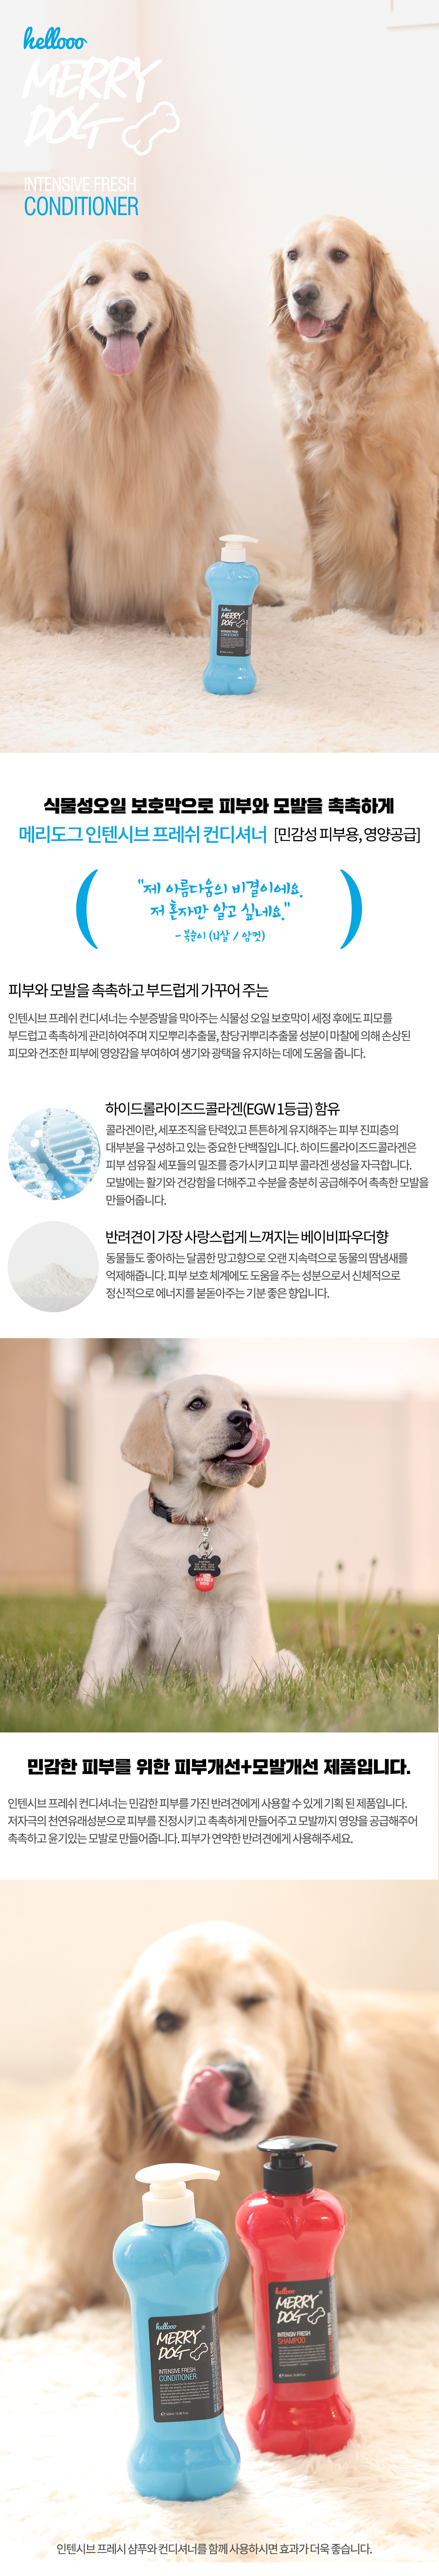 hellooo
MERRY
DOG
INTENSIVE FRESH
CONDITIONER
hellooo
MERRY
DOG
INTENSIVE FRESH
CONDITIONER
식물성오일 보호막으로 피부와 모발을 촉촉하게
메리도그 인텐시브 프레쉬 컨디셔너 [민감성 피부용, 영양공급]
"제 아름다움의 비결이에요.
저 혼자만 알고 싶네요."
- 복순이 (4살 / 암컷)
피부와 모발을 촉촉하고 부드럽게 가꾸어 주는
인텐시브 프레쉬 컨디셔너는 수분증발을 막아주는 식물성 오일 보호막이 세정 후에도 피모를
부드럽고 촉촉하게 관리하여주며 지모뿌리추출물, 참당귀뿌리추출물 성분이 마찰에 의해 손상된
피모와 건조한 피부에 영양감을 부여하여 생기와 광택을 유지하는 데에 도움을 줍니다.
하이드롤라이즈드콜라겐(EGW 1등급) 함유
콜라겐이란, 세포조직을 탄력있고 튼튼하게 유지해주는 피부 진피층의
대부분을 구성하고 있는 중요한 단백질입니다. 하이드롤라이즈드콜라겐은
피부 섬유질 세포들의 밀조를 증가시키고 피부 콜라겐 생성을 자극합니다.
모발에는 활기와 건강함을 더해주고 수분을 충분히 공급해주어 촉촉한 모발을
만들어줍니다.
반려견이 가장 사랑스럽게 느껴지는 베이비파우더향
동물들도 좋아하는 달콤한 망고향으로 오랜 지속력으로 동물의 땀냄새를
억제해줍니다. 피부 보호 체계에도 도움을 주는 성분으로서 신체적으로
정신적으로 에너지를 붇돋아주는 기분 좋은 향입니다.
민감한 피부를 위한 피부개선+모발개선 제품입니다.
인텐시브 프레쉬 컨디셔너는 민감한 피부를 가진 반려견에게 사용할 수 있게 기획 된 제품입니다.
저자극의 천연유래성분으로 피부를 진정시키고 촉촉하게 만들어주고 모발까지 영양을 공급해주어
촉촉하고 윤기있는 모발로 만들어줍니다. 피부가 연약한 반려견에게 사용해주세요.
hellooo
MERRY
DOG
INTENSIV FRESH
SHAMPOO
hellooo
MERRY
DOG
INTENSIVE FRESH
CONDITIONER
인텐시브 프레시 샴푸와 컨디셔너를 함께 사용하시면 효과가 더욱 좋습니다.